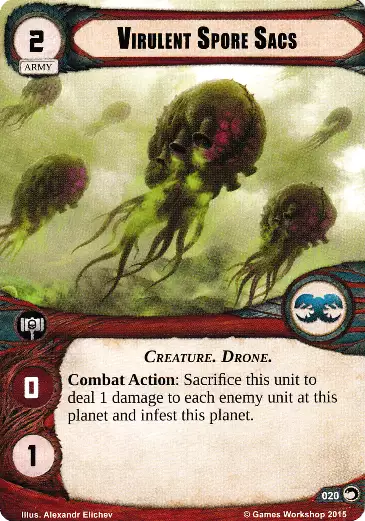 2
ARMY
VIRULENT SPORE SACS
CREATURE. DRONE.
0
Combat Action: Sacrifice this unit to
deal 1 damage to each enemy unit at this
planet and infest this planet.
1
020
Illus. Alexandr Elichev
© Games Workshop 2015